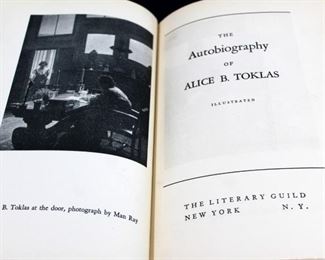 B. Toklas at the door, photograph by Man Ray
THE
Autobiography
OF
ALICE B. TOKLAS
ILLUSTRATED
THE LITERARY GUILD
NEW YORK N. Y.